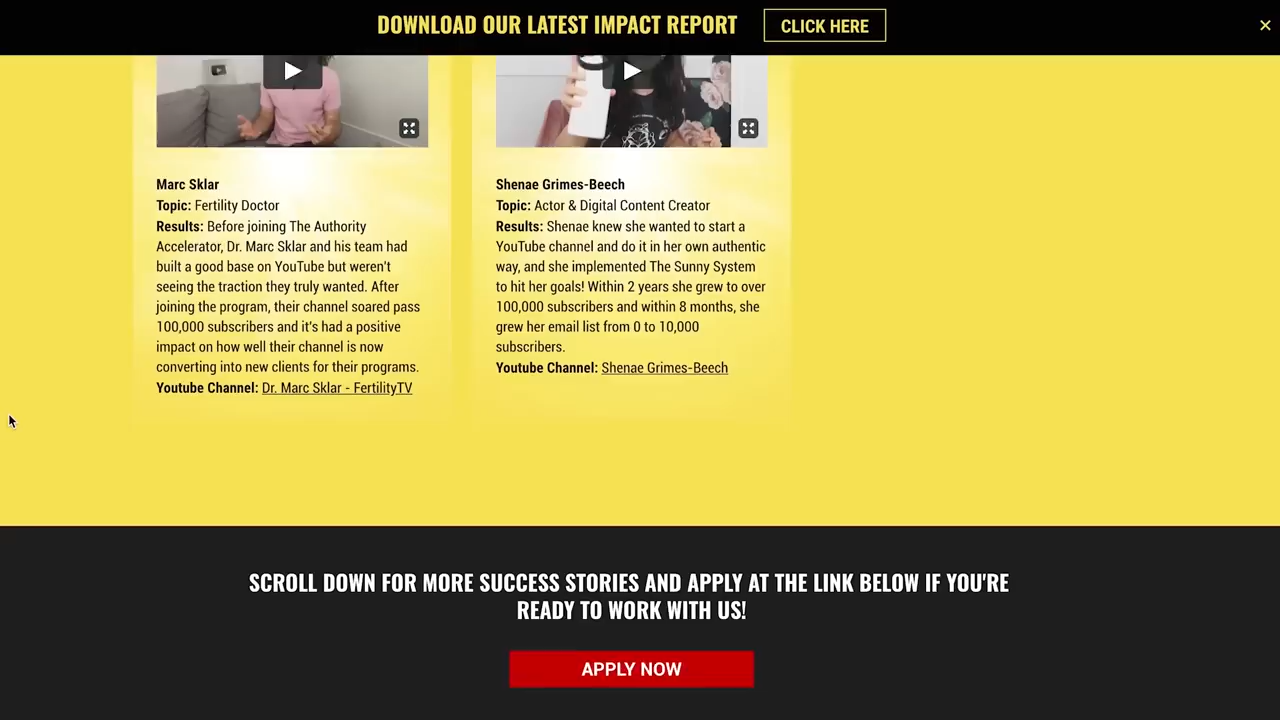 DOWNLOAD OUR LATEST IMPACT REPORT
CLICK HERE
Marc Sklar
Topic: Fertility Doctor
Results: Before joining The Authority
Accelerator, Dr. Marc Sklar and his team had
built a good base on YouTube but weren't
seeing the traction they truly wanted. After
joining the program, their channel soared pass
100,000 subscribers and it's had a positive
impact on how well their channel is now
converting into new clients for their programs.
Youtube Channel: Dr. Marc Sklar - FertilityTV
Shenae Grimes-Beech
Topic: Actor & Digital Content Creator
Results: Shenae knew she wanted to start a
YouTube channel and do it in her own authentic
way, and she implemented The Sunny System
to hit her goals! Within 2 years she grew to over
100,000 subscribers and within 8 months, she
grew her email list from 0 to 10,000
subscribers.
Youtube Channel: Shenae Grimes-Beech
SCROLL DOWN FOR MORE SUCCESS STORIES AND APPLY AT THE LINK BELOW IF YOU'RE
READY TO WORK WITH US!
APPLY NOW